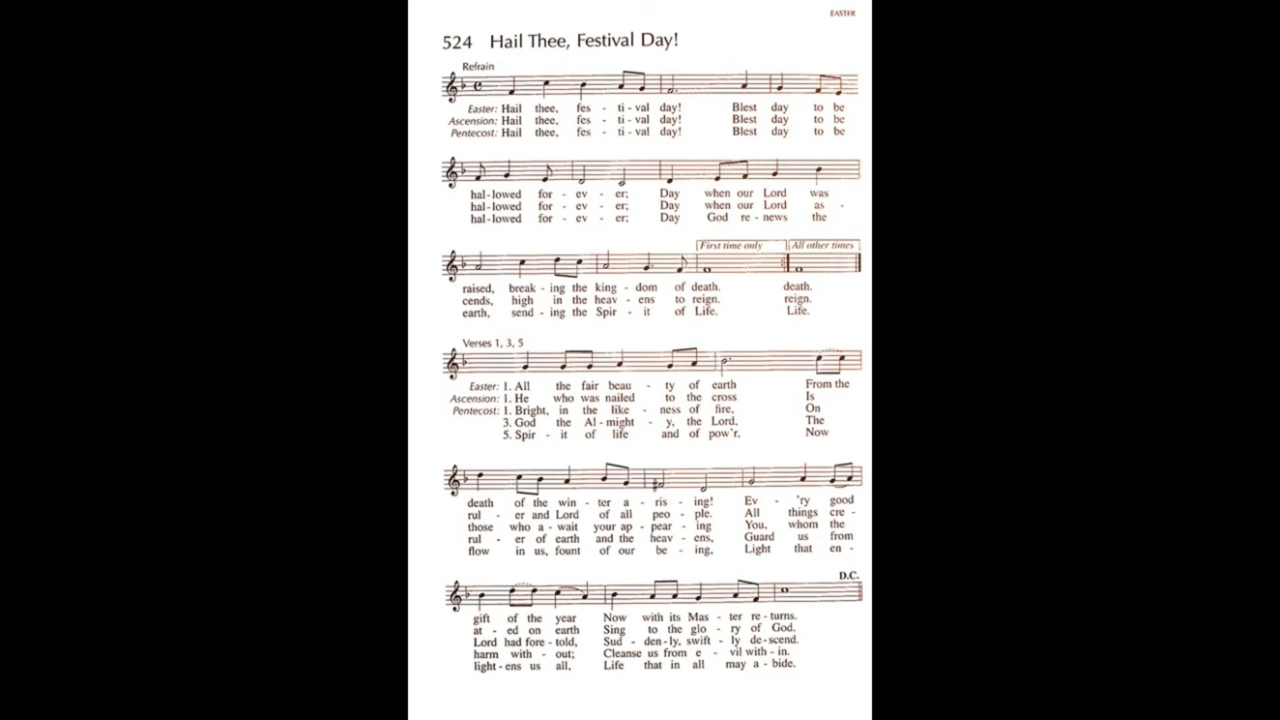 EASTER
524 Hail Thee, Festival Day!
Refrain
Easter: Hail thee, fes - ti - val day! Blest day to be
Ascension: Hail thee, fes - ti - val day! Blest day to be
Pentecost: Hail thee, fes - ti - val day! Blest day to be
hal - lowed for - ev - er; Day when our Lord was
hal - lowed for - ev - er; Day when our Lord as -
hal - lowed for - ev - er; Day God re - news the
First time only All other times
raised, break - ing the king - dom of death. death.
cends, high in the heav - ens to reign. reign.
earth, send - ing the Spir - it of Life. Life.
Verses 1, 3, 5
Easter: 1. All the fair beau - ty of earth From the
Ascension: 1. He who was nailed to the cross Is
Pentecost: 1. Bright, in the like - ness of fire, On
3. God the Al - might - y, the Lord, The
5. Spir - it of life and of pow'r, Now
death of the win - ter a - ris - ing! Ev - 'ry good
rul - er and Lord of all peo - ple. All things cre -
those who a - wait your ap - pear - ing You, whom the
rul - er of earth and the heav - ens, Guard us from
flow in us, fount of our be - ing, Light that en -
D.C.
gift of the year Now with its Mas - ter re - turns.
at - ed on earth Sing to the glo - ry of God.
Lord had fore - told, Sud - den - ly, swift - ly de - scend.
harm with - out; Cleanse us from e - vil with - in.
light - ens us all, Life that in all may a - bide.